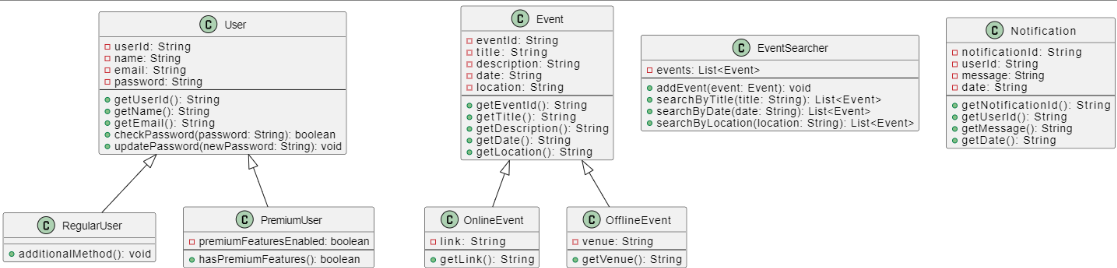 C User
userId: String
name: String
email: String
password: String
getUserId(): String
getName(): String
getEmail(): String
checkPassword(password: String): boolean
updatePassword(newPassword: String): void
C Event
eventId: String
title: String
description: String
date: String
location: String
getEventId(): String
getTitle(): String
getDescription(): String
getDate(): String
getLocation(): String
C EventSearcher
events: List<Event>
addEvent(event: Event): void
searchByTitle(title: String): List<Event>
searchByDate(date: String): List<Event>
searchByLocation(location: String): List<Event>
C Notification
notificationId: String
userId: String
message: String
date: String
getNotificationId(): String
getUserId(): String
getMessage(): String
getDate(): String
C RegularUser
additionalMethod(): void
C PremiumUser
premiumFeaturesEnabled: boolean
hasPremiumFeatures(): boolean
C OnlineEvent
link: String
getLink(): String
C OfflineEvent
venue: String
getVenue(): String